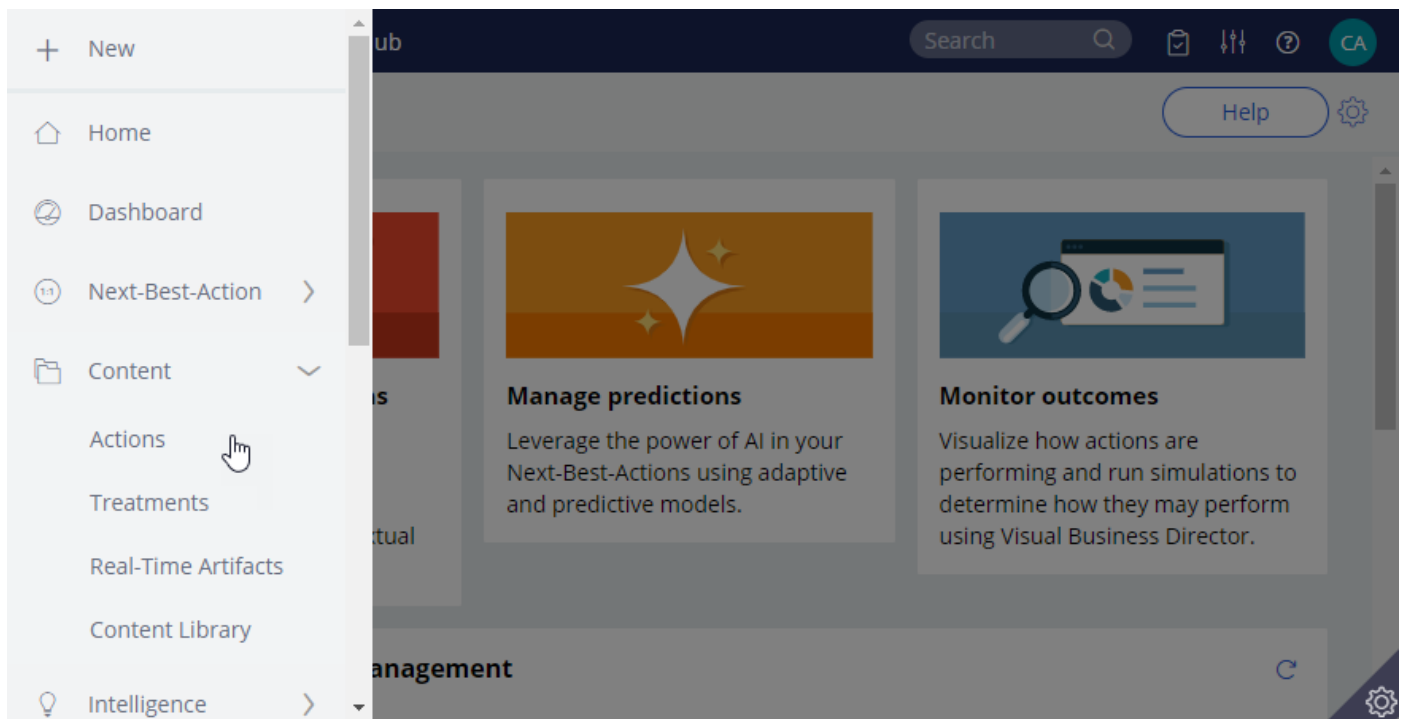 New
ub
Search
CA
Home
Help
Dashboard
1:1
Next-Best-Action
Content
Actions
Treatments
Real-Time Artifacts
Content Library
Intelligence
ns
tual
Manage predictions
Leverage the power of AI in your
Next-Best-Actions using adaptive
and predictive models.
Monitor outcomes
Visualize how actions are
performing and run simulations to
determine how they may perform
using Visual Business Director.
anagement